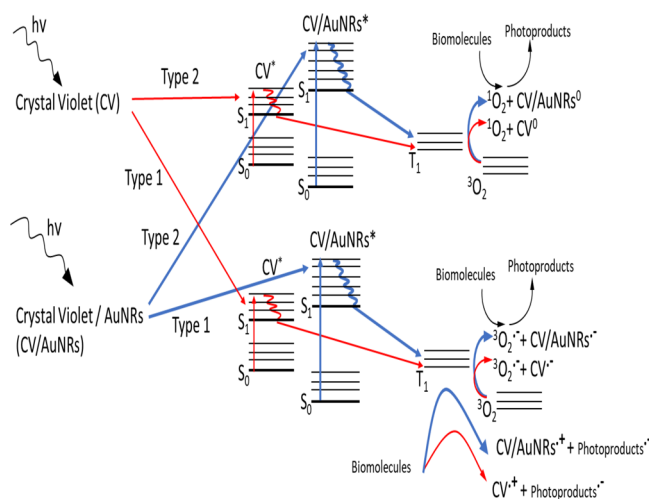 hν
Crystal Violet (CV)
Type 2
Type 1
CV*
S₁
S₀
CV/AuNRs*
S₁
S₀
T₁
Biomolecules
Photoproducts
¹O₂+ CV/AuNRs⁰
¹O₂+ CV⁰
³O₂
hν
Crystal Violet / AuNRs
(CV/AuNRs)
Type 2
Type 1
CV*
S₁
S₀
CV/AuNRs*
S₁
S₀
T₁
Biomolecules
Photoproducts
³O₂·⁻ + CV/AuNRs·⁻
³O₂·⁻ + CV·⁻
³O₂
Biomolecules
CV/AuNRs·⁺ + Photoproducts·⁻
CV·⁺ + Photoproducts·⁻